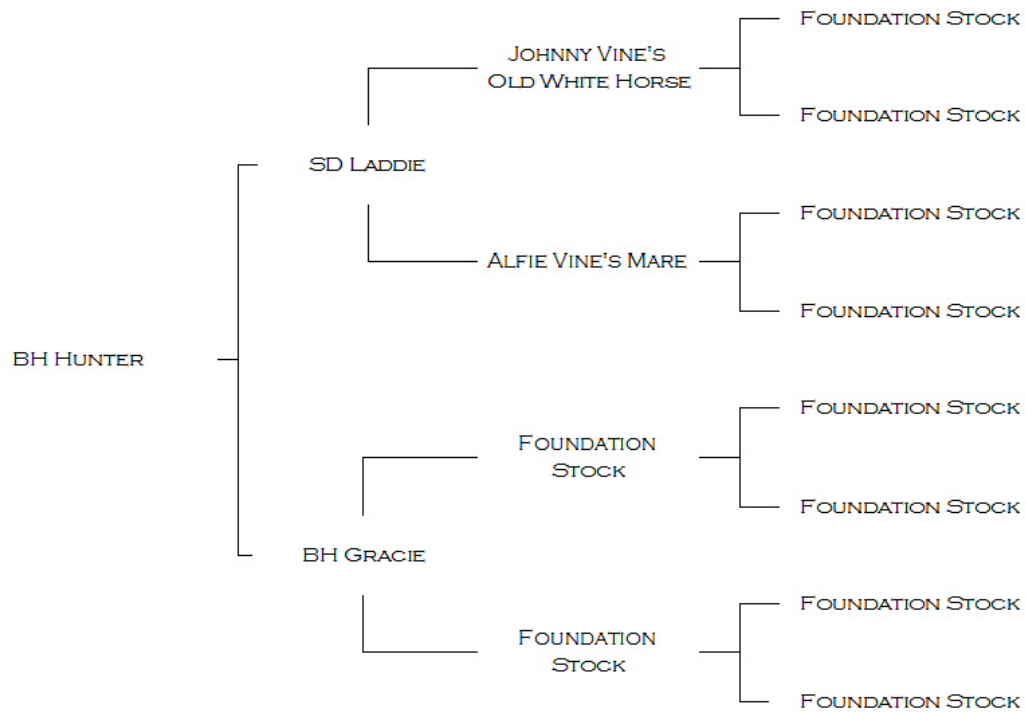 Foundation Stock
Johnny Vine's
Old White Horse
Foundation Stock
SD Laddie
Foundation Stock
Alfie Vine's Mare
Foundation Stock
BH Hunter
Foundation Stock
Foundation
Stock
Foundation Stock
BH Gracie
Foundation Stock
Foundation
Stock
Foundation Stock